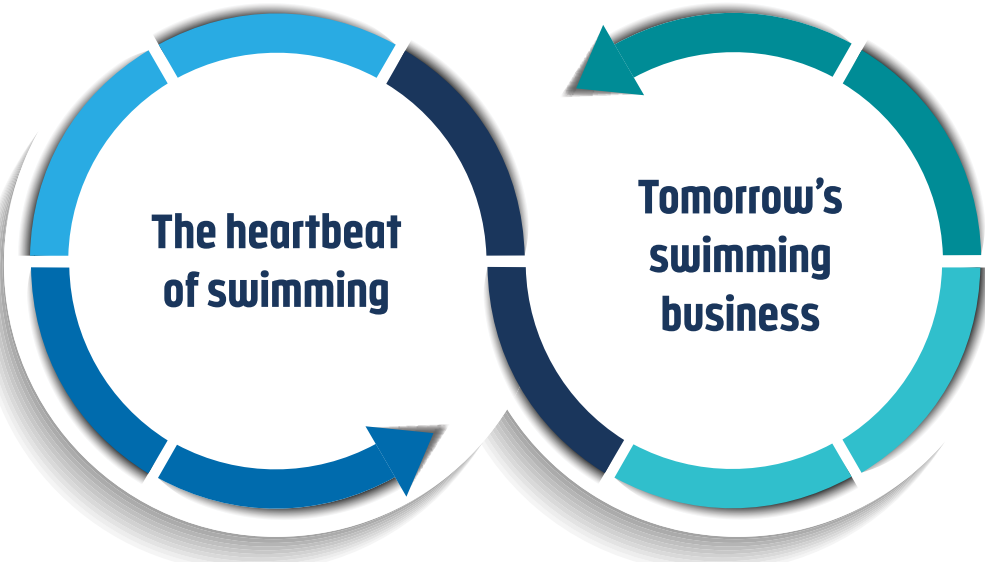 The heartbeat
of swimming
Tomorrow’s
swimming
business